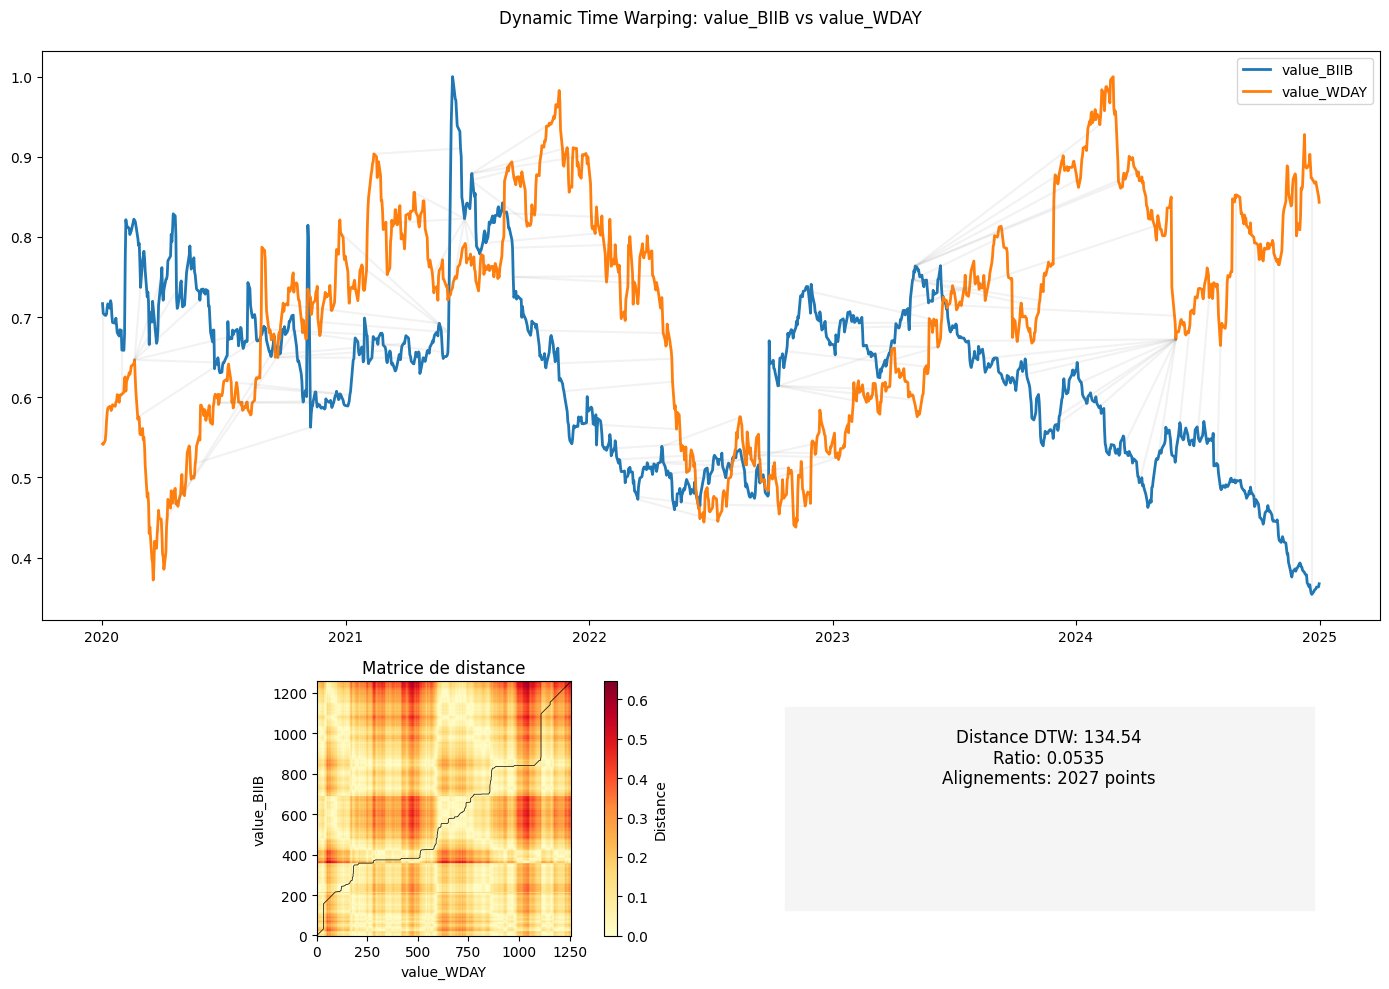 Dynamic Time Warping: value_BIIB vs value_WDAY
value_BIIB
value_WDAY
1.0
0.9
0.8
0.7
0.6
0.5
0.4
2020 2021 2022 2023 2024 2025
Matrice de distance
1200
1000
800
600
400
200
0
value_BIIB
0 250 500 750 1000 1250
value_WDAY
0.6
0.5
0.4
0.3
0.2
0.1
0.0
Distance
Distance DTW: 134.54
Ratio: 0.0535
Alignements: 2027 points